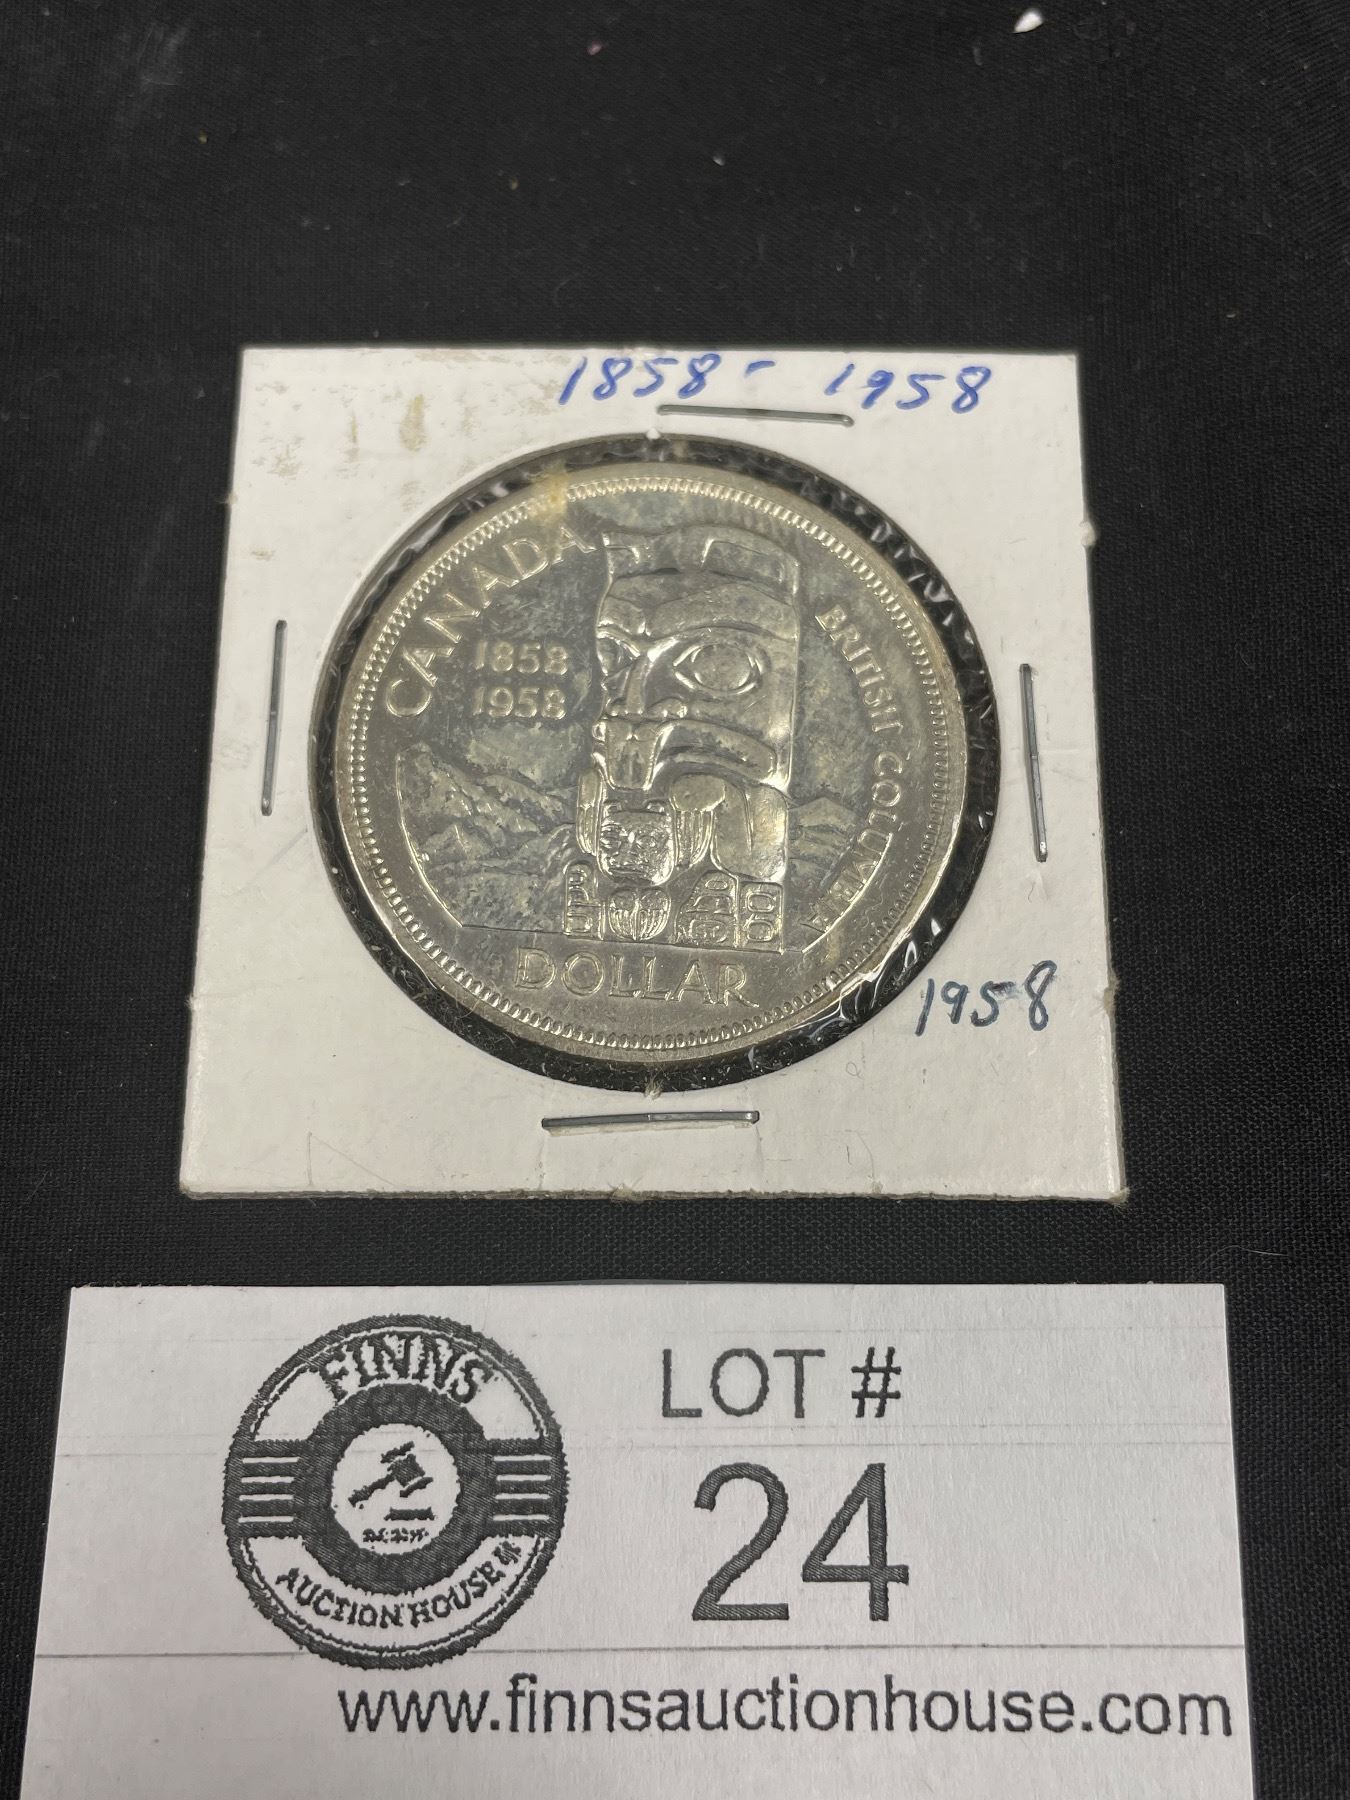 1858 - 1958
CANADA
1858
1958
BRITISH COLUMBIA
DOLLAR
1958
FINNS
AUCTION HOUSE
LOT #
24
www.finnsauctionhouse.com